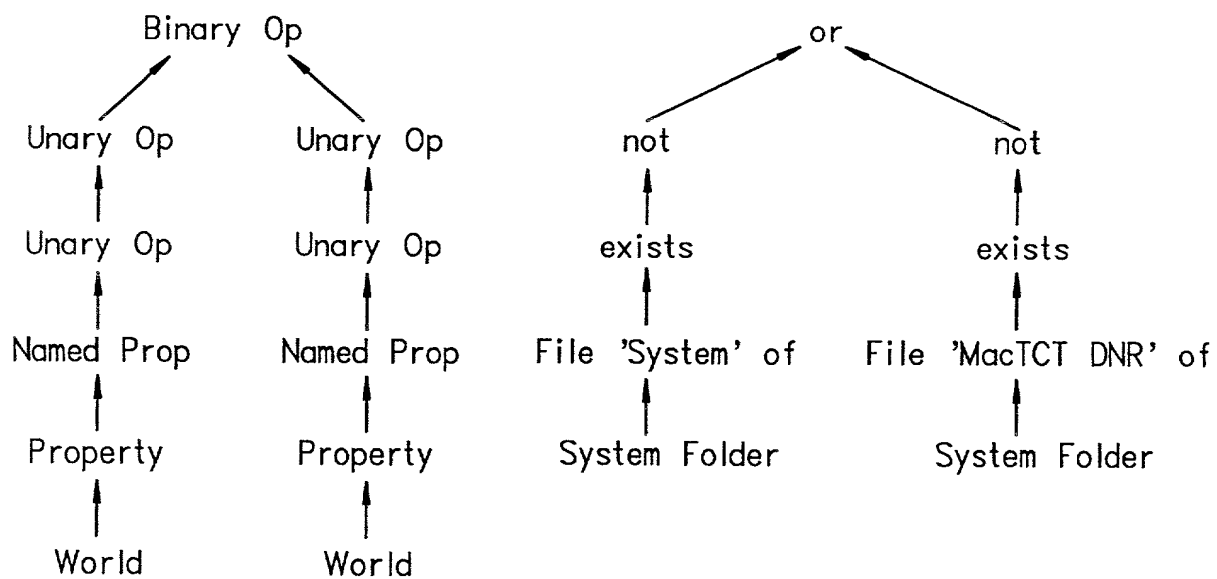 Binary Op or
Unary Op Unary Op not not
Unary Op Unary Op exists exists
Named Prop Named Prop File 'System' of File 'MacTCT DNR' of
Property Property System Folder System Folder
World World